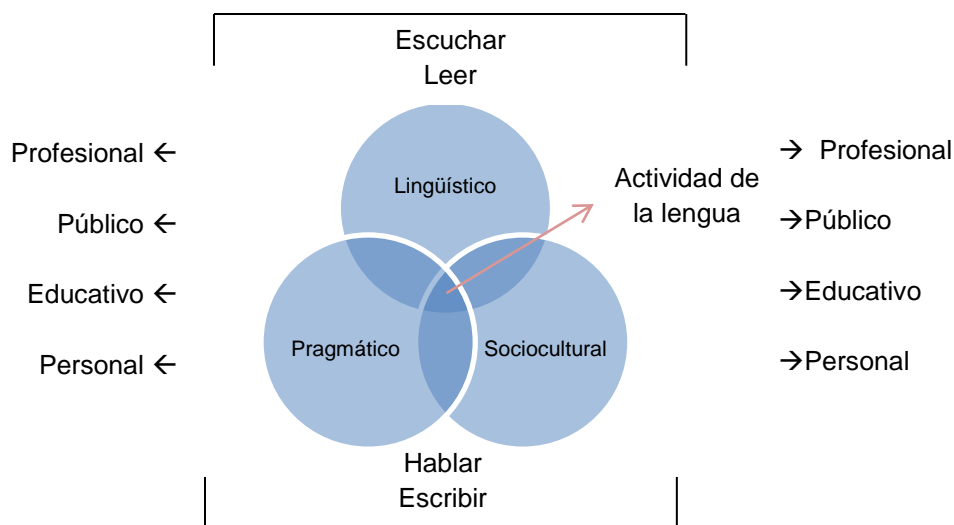 Escuchar
Leer
Profesional ←
Público ←
Educativo ←
Personal ←
Lingüístico
Pragmático
Sociocultural
Actividad de
la lengua
→ Profesional
→Público
→Educativo
→Personal
Hablar
Escribir